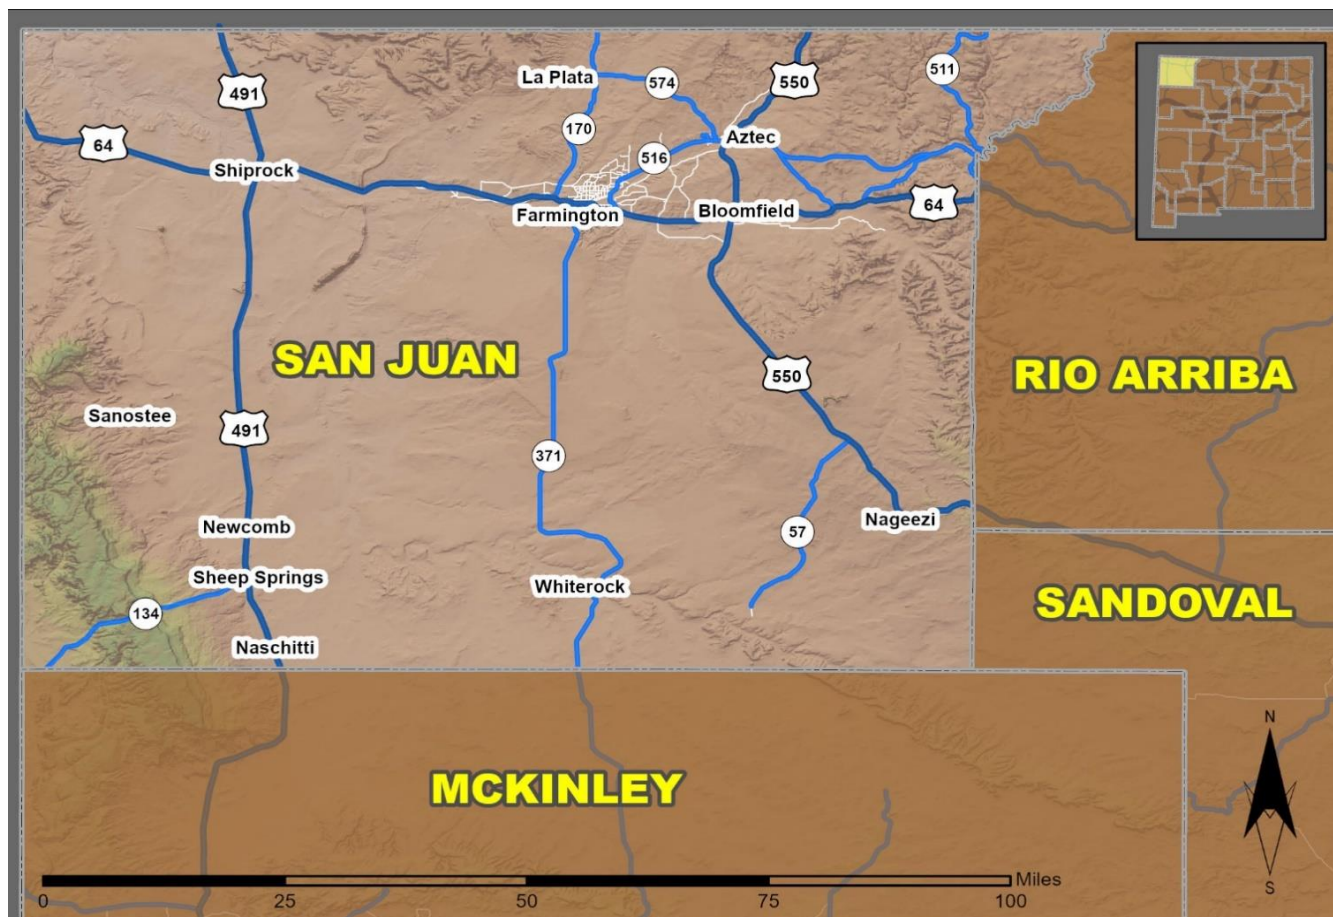 La Plata
574
550
511
491
170
64
516
Aztec
Shiprock
64
Farmington
Bloomfield
SAN JUAN
550
RIO ARRIBA
Sanostee
491
371
Newcomb
Nageezi
57
Sheep Springs
Whiterock
SANDOVAL
134
Naschitti
N
MCKINLEY
S
Miles
0 25 50 75 100